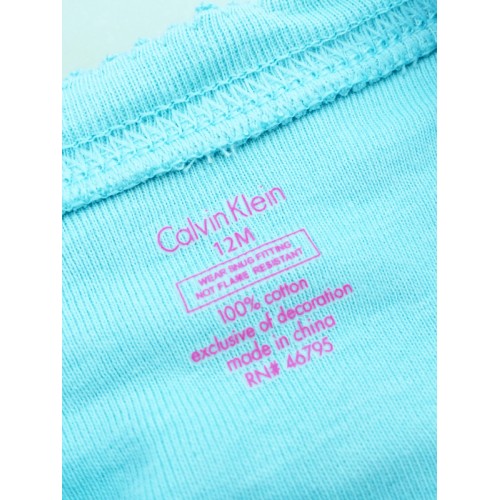 Calvin Klein
12M
WEAR SNUG FITTING
NOT FLAME RESISTANT
100% cotton
exclusive of decoration
made in china
RN# 46795